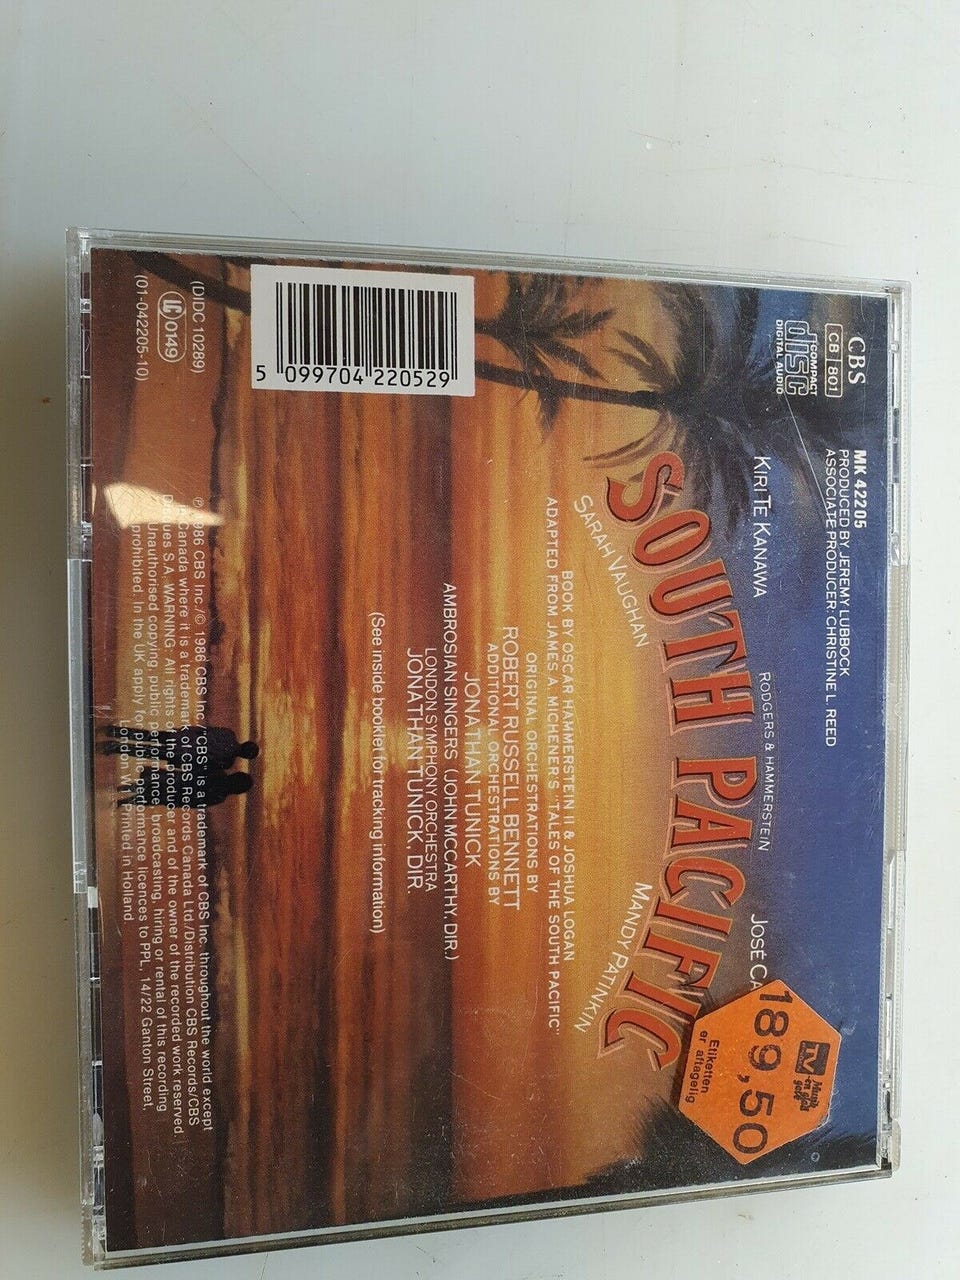 CBS
CB 801
COMPACT
disc
DIGITAL AUDIO
MK 42205
PRODUCED BY JEREMY LUBBOCK
ASSOCIATE PRODUCER: CHRISTINE L. REED
KIRI TE KANAWA
RODGERS & HAMMERSTEIN
JOSÉ
SOUTH PACIFIC
SARAH VAUGHAN
MANDY PATINKIN
BOOK BY OSCAR HAMMERSTEIN II & JOSHUA LOGAN
ADAPTED FROM JAMES A. MICHENER'S "TALES OF THE SOUTH PACIFIC"
ORIGINAL ORCHESTRATIONS BY
ROBERT RUSSELL BENNETT
ADDITIONAL ORCHESTRATIONS BY
JONATHAN TUNICK
AMBROSIAN SINGERS (JOHN MCCARTHY, DIR.)
LONDON SYMPHONY ORCHESTRA
JONATHAN TUNICK, DIR.
(See inside booklet for tracking information)
℗ 1986 CBS Inc./© 1986 CBS Inc./"CBS" is a trademark of CBS Inc. throughout the world except
Canada where it is a trademark of CBS Records Canada Ltd./Distribution CBS Records/CBS
Disques S.A. WARNING: All rights of the producer and of the owner of the recorded work reserved.
Unauthorised copying, public performance, broadcasting, hiring or rental of this recording
prohibited. In the UK apply for public performance licences to PPL, 14/22 Ganton Street,
London W1. Printed in Holland
5 099704 220529
(DIDC 10289)
LC 0149
(01-042205-10)
Musik
en glad
gave
189,50
Etiketten
er aftagelig